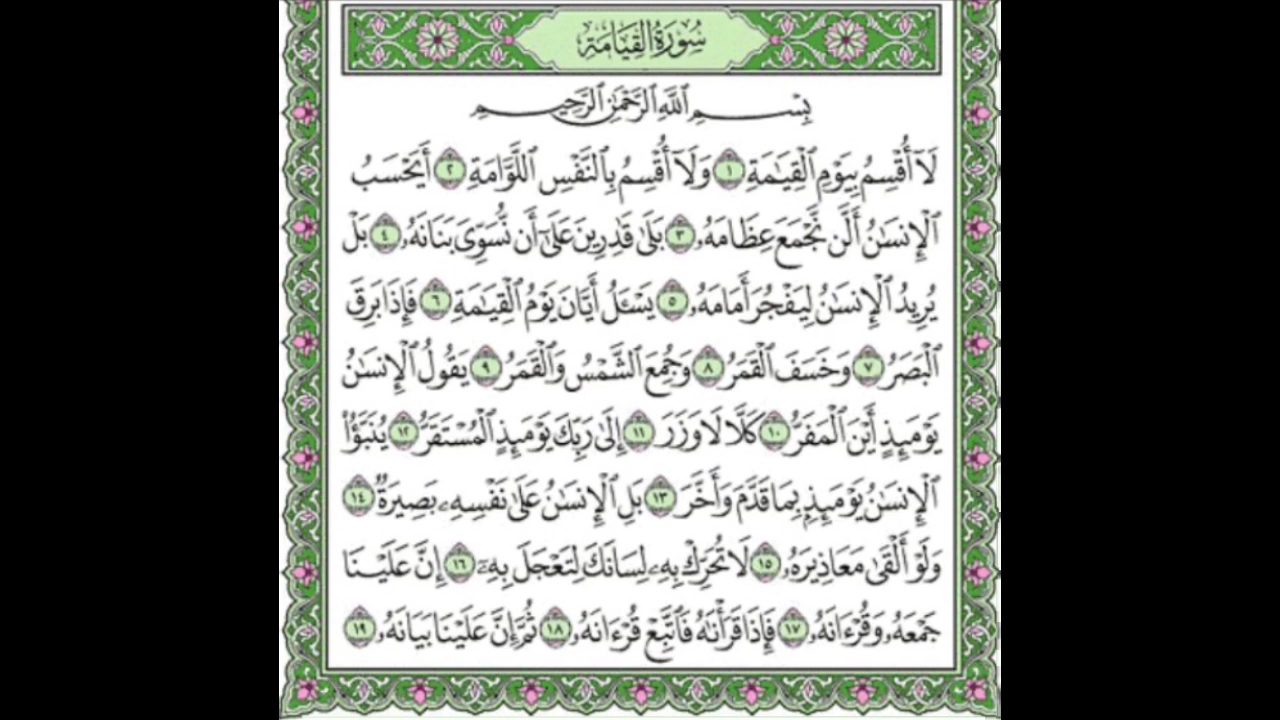 سُورَةُ القِيَامَةِ
بِسْمِ ٱللَّهِ ٱلرَّحْمَٰنِ ٱلرَّحِيمِ
لَآ أُقْسِمُ بِيَوْمِ ٱلْقِيَٰمَةِ ١ وَلَآ أُقْسِمُ بِٱلنَّفْسِ ٱللَّوَّامَةِ ٢ أَيَحْسَبُ
ٱلْإِنسَٰنُ أَلَّن نَّجْمَعَ عِظَامَهُۥ ٣ بَلَىٰ قَٰدِرِينَ عَلَىٰٓ أَن نُّسَوِّىَ بَنَانَهُۥ ٤ بَلْ
يُرِيدُ ٱلْإِنسَٰنُ لِيَفْجُرَ أَمَامَهُۥ ٥ يَسْـَٔلُ أَيَّانَ يَوْمُ ٱلْقِيَٰمَةِ ٦ فَإِذَا بَرِقَ
ٱلْبَصَرُ ٧ وَخَسَفَ ٱلْقَمَرُ ٨ وَجُمِعَ ٱلشَّمْسُ وَٱلْقَمَرُ ٩ يَقُولُ ٱلْإِنسَٰنُ
يَوْمَئِذٍ أَيْنَ ٱلْمَفَرُّ ١٠ كَلَّا لَا وَزَرَ ١١ إِلَىٰ رَبِّكَ يَوْمَئِذٍ ٱلْمُسْتَقَرُّ ١٢ يُنَبَّؤُا۟
ٱلْإِنسَٰنُ يَوْمَئِذٍۭ بِمَا قَدَّمَ وَأَخَّرَ ١٣ بَلِ ٱلْإِنسَٰنُ عَلَىٰ نَفْسِهِۦ بَصِيرَةٌ ١٤
وَلَوْ أَلْقَىٰ مَعَاذِيرَهُۥ ١٥ لَا تُحَرِّكْ بِهِۦ لِسَانَكَ لِتَعْجَلَ بِهِۦٓ ١٦ إِنَّ عَلَيْنَا
جَمْعَهُۥ وَقُرْءَانَهُۥ ١٧ فَإِذَا قَرَأْنَٰهُ فَٱتَّبِعْ قُرْءَانَهُۥ ١٨ ثُمَّ إِنَّ عَلَيْنَا بَيَانَهُۥ ١٩